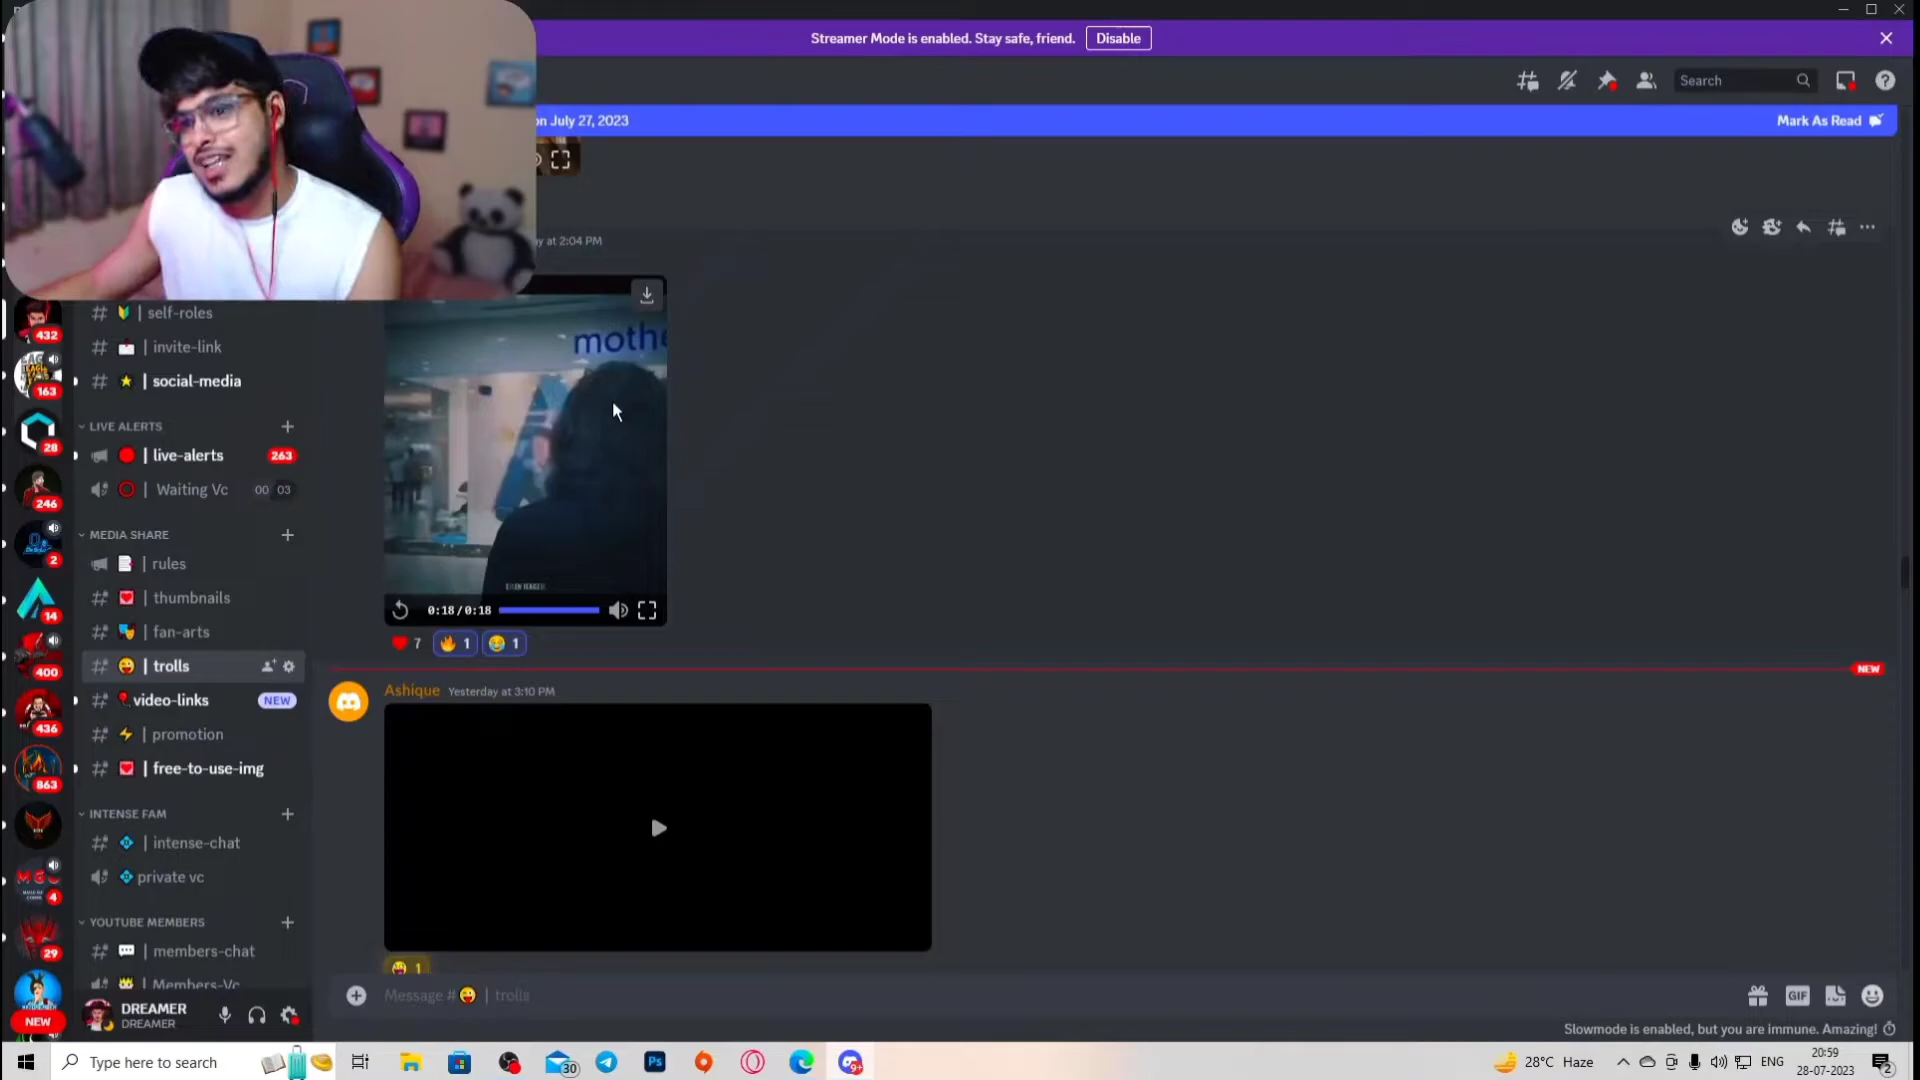 Streamer Mode is enabled. Stay safe, friend. Disable
Search
on July 27, 2023 Mark As Read
at 2:04 PM
mothe
0:18/0:18
7 1 1
NEW
Ashique Yesterday at 3:10 PM
1
Message # | trolls
GIF
Slowmode is enabled, but you are immune. Amazing!
# | self-roles
# | invite-link
# | social-media
LIVE ALERTS
| live-alerts 263
| Waiting Vc 00 03
MEDIA SHARE
| rules
# | thumbnails
# | fan-arts
# | trolls
# video-links NEW
# | promotion
# | free-to-use-img
INTENSE FAM
# | intense-chat
private vc
YOUTUBE MEMBERS
# | members-chat
| Members-Vc
432
163
28
246
2
14
400
436
863
4
29
NEW
DREAMER
DREAMER
Type here to search
30
Ps
9+
28°C Haze
ENG
20:59
28-07-2023
2